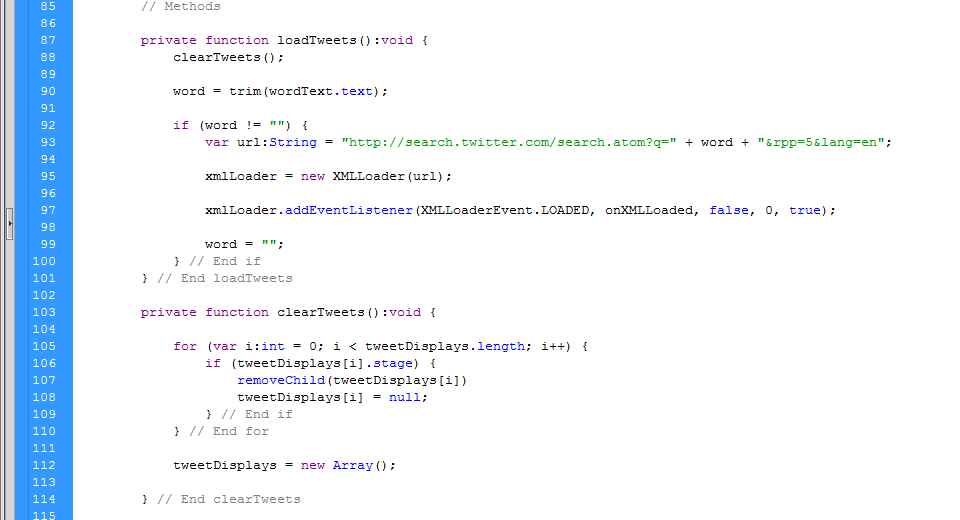 85 // Methods
86
87 private function loadTweets():void {
88 clearTweets();
89
90 word = trim(wordText.text);
91
92 if (word != "") {
93 var url:String = "http://search.twitter.com/search.atom?q=" + word + "&rpp=5&lang=en";
94
95 xmlLoader = new XMLLoader(url);
96
97 xmlLoader.addEventListener(XMLLoaderEvent.LOADED, onXMLLoaded, false, 0, true);
98
99 word = "";
100 } // End if
101 } // End loadTweets
102
103 private function clearTweets():void {
104
105 for (var i:int = 0; i < tweetDisplays.length; i++) {
106 if (tweetDisplays[i].stage) {
107 removeChild(tweetDisplays[i])
108 tweetDisplays[i] = null;
109 } // End if
110 } // End for
111
112 tweetDisplays = new Array();
113
114 } // End clearTweets
115